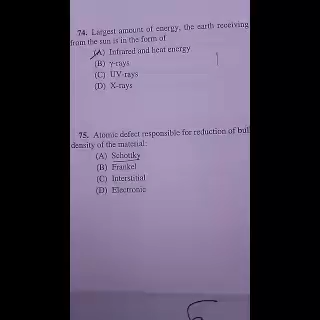 74. Largest amount of energy, the earth receiving
from the sun is in the form of
(A) Infrared and heat energy
(B) γ-rays
(C) UV-rays
(D) X-rays
75. Atomic defect responsible for reduction of bul
density of the material:
(A) Schottky
(B) Frankel
(C) Interstitial
(D) Electronic